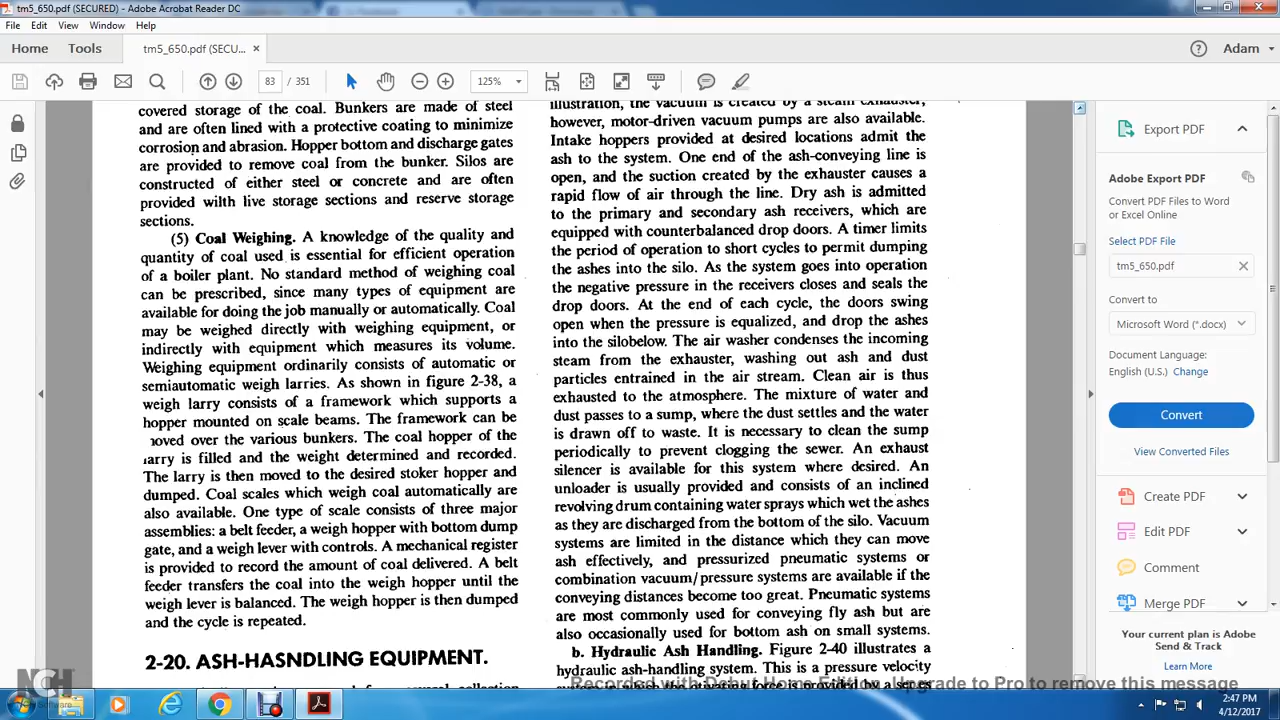 tm5_650.pdf (SECURED) - Adobe Acrobat Reader DC
File Edit View Window Help
Home Tools tm5_650.pdf (SECU... × Adam
83 / 351 125%
covered storage of the coal. Bunkers are made of steel
and are often lined with a protective coating to minimize
corrosion and abrasion. Hopper bottom and discharge gates
are provided to remove coal from the bunker. Silos are
constructed of either steel or concrete and are often
provided wilth live storage sections and reserve storage
sections.
(5) Coal Weighing. A knowledge of the quality and
quantity of coal used is essential for efficient operation
of a boiler plant. No standard method of weighing coal
can be prescribed, since many types of equipment are
available for doing the job manually or automatically. Coal
may be weighed directly with weighing equipment, or
indirectly with equipment which measures its volume.
Weighing equipment ordinarily consists of automatic or
semiautomatic weigh larries. As shown in figure 2-38, a
weigh larry consists of a framework which supports a
hopper mounted on scale beams. The framework can be
moved over the various bunkers. The coal hopper of the
larry is filled and the weight determined and recorded.
The larry is then moved to the desired stoker hopper and
dumped. Coal scales which weigh coal automatically are
also available. One type of scale consists of three major
assemblies: a belt feeder, a weigh hopper with bottom dump
gate, and a weigh lever with controls. A mechanical register
is provided to record the amount of coal delivered. A belt
feeder transfers the coal into the weigh hopper until the
weigh lever is balanced. The weigh hopper is then dumped
and the cycle is repeated.
2-20. ASH-HASNDLING EQUIPMENT.
illustration, the vacuum is created by a steam exhauster,
however, motor-driven vacuum pumps are also available.
Intake hoppers provided at desired locations admit the
ash to the system. One end of the ash-conveying line is
open, and the suction created by the exhauster causes a
rapid flow of air through the line. Dry ash is admitted
to the primary and secondary ash receivers, which are
equipped with counterbalanced drop doors. A timer limits
the period of operation to short cycles to permit dumping
the ashes into the silo. As the system goes into operation
the negative pressure in the receivers closes and seals the
drop doors. At the end of each cycle, the doors swing
open when the pressure is equalized, and drop the ashes
into the silobelow. The air washer condenses the incoming
steam from the exhauster, washing out ash and dust
particles entrained in the air stream. Clean air is thus
exhausted to the atmosphere. The mixture of water and
dust passes to a sump, where the dust settles and the water
is drawn off to waste. It is necessary to clean the sump
periodically to prevent clogging the sewer. An exhaust
silencer is available for this system where desired. An
unloader is usually provided and consists of an inclined
revolving drum containing water sprays which wet the ashes
as they are discharged from the bottom of the silo. Vacuum
systems are limited in the distance which they can move
ash effectively, and pressurized pneumatic systems or
combination vacuum/pressure systems are available if the
conveying distances become too great. Pneumatic systems
are most commonly used for conveying fly ash but are
also occasionally used for bottom ash on small systems.
b. Hydraulic Ash Handling. Figure 2-40 illustrates a
hydraulic ash-handling system. This is a pressure velocity
Export PDF
Adobe Export PDF
Convert PDF Files to Word
or Excel Online
Select PDF File
tm5_650.pdf ×
Convert to
Microsoft Word (*.docx)
Document Language:
English (U.S.) Change
Convert
View Converted Files
Create PDF
Edit PDF
Comment
Merge PDF
Your current plan is Adobe
Send & Track
Learn More
NCH
Software
Recorded with Debut Home Edition. Upgrade to Pro to remove this message
2:47 PM
4/12/2017